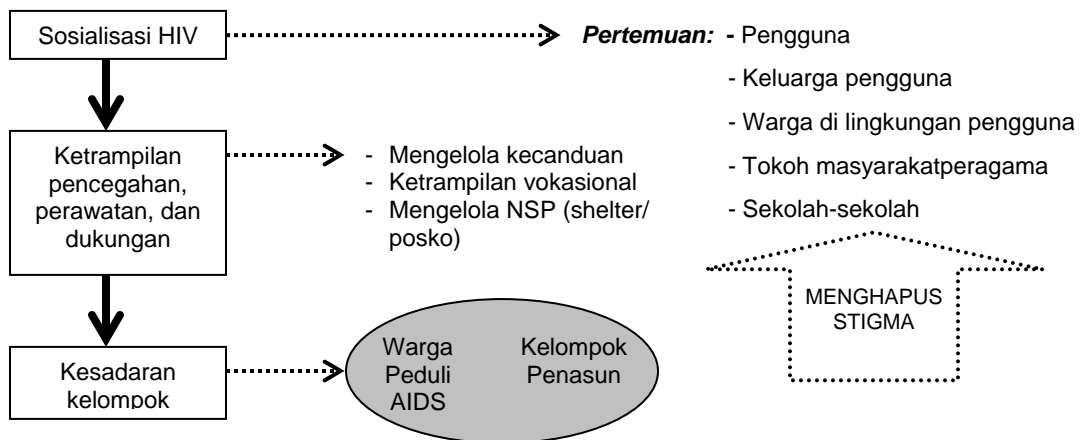 Sosialisasi HIV
Pertemuan: - Pengguna
- Keluarga pengguna
- Warga di lingkungan pengguna
- Tokoh masyarakatperagama
- Sekolah-sekolah
Ketrampilan
pencegahan,
perawatan, dan
dukungan
- Mengelola kecanduan
- Ketrampilan vokasional
- Mengelola NSP (shelter/
posko)
MENGHAPUS
STIGMA
Kesadaran
kelompok
Warga
Peduli
AIDS
Kelompok
Penasun